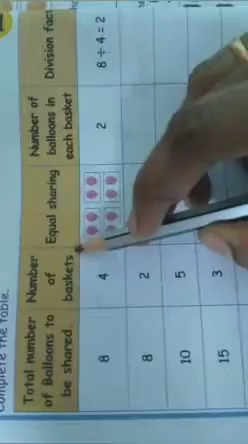 Complete the table.
Total number of Balloons to be shared.
Number of baskets
Equal sharing
Number of balloons in each basket
Division fact
8
4
2
8 ÷ 4 = 2
8
2
10
5
15
3